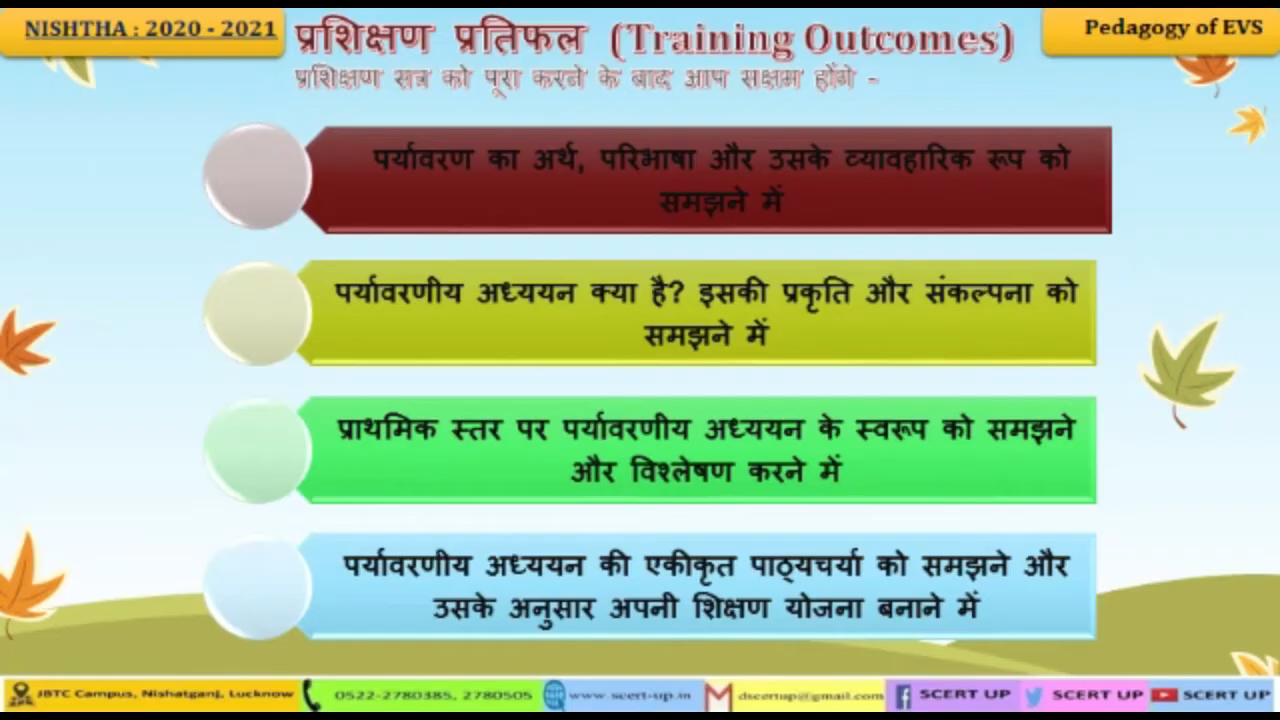 NISHTHA : 2020 - 2021
प्रशिक्षण प्रतिफल (Training Outcomes)
Pedagogy of EVS
प्रशिक्षण सत्र को पूरा करने के बाद आप सक्षम होंगे -
पर्यावरण का अर्थ, परिभाषा और उसके व्यावहारिक रूप को
समझने में
पर्यावरणीय अध्ययन क्या है? इसकी प्रकृति और संकल्पना को
समझने में
प्राथमिक स्तर पर पर्यावरणीय अध्ययन के स्वरूप को समझने
और विश्लेषण करने में
पर्यावरणीय अध्ययन की एकीकृत पाठ्यचर्या को समझने और
उसके अनुसार अपनी शिक्षण योजना बनाने में
JBTC Campus, Nishatganj, Lucknow 0522-2780385, 2780505 www.scert-up.in dscertup@gmail.com SCERT UP SCERT UP SCERT UP